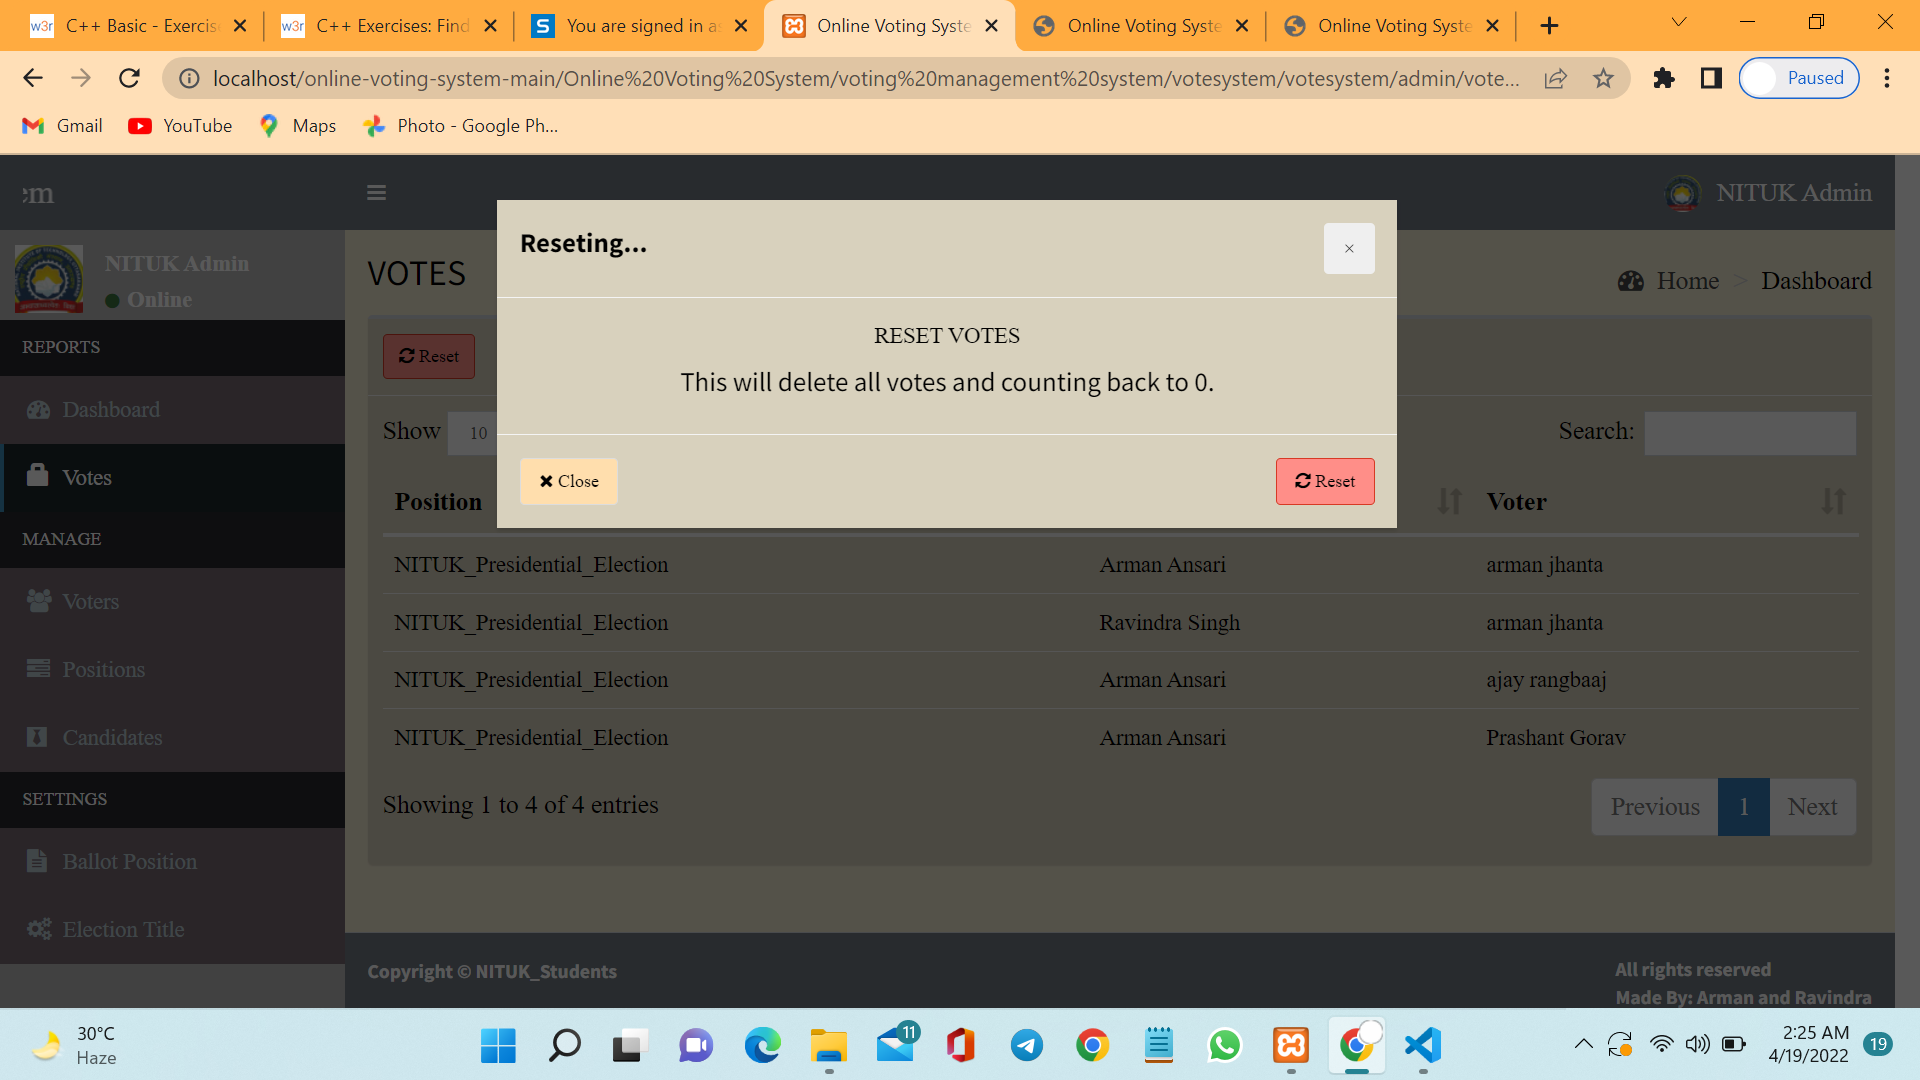 C++ Basic - Exercis
C++ Exercises: Find
You are signed in as
Online Voting Syste
Online Voting Syste
Online Voting Syste
localhost/online-voting-system-main/Online%20Voting%20System/voting%20management%20system/votesystem/votesystem/admin/vote...
Paused
Gmail
YouTube
Maps
Photo - Google Ph...
em
NITUK Admin
NITUK Admin
Online
REPORTS
Dashboard
Votes
MANAGE
Voters
Positions
Candidates
SETTINGS
Ballot Position
Election Title
VOTES
Home > Dashboard
Reset
Show 10
Search:
Position
Voter
Reseting...
×
RESET VOTES
This will delete all votes and counting back to 0.
Close
Reset
NITUK_Presidential_Election Arman Ansari arman jhanta
NITUK_Presidential_Election Ravindra Singh arman jhanta
NITUK_Presidential_Election Arman Ansari ajay rangbaaj
NITUK_Presidential_Election Arman Ansari Prashant Gorav
Showing 1 to 4 of 4 entries
Previous 1 Next
Copyright © NITUK_Students
All rights reserved
Made By: Arman and Ravindra
30°C
Haze
11
2:25 AM
4/19/2022
19